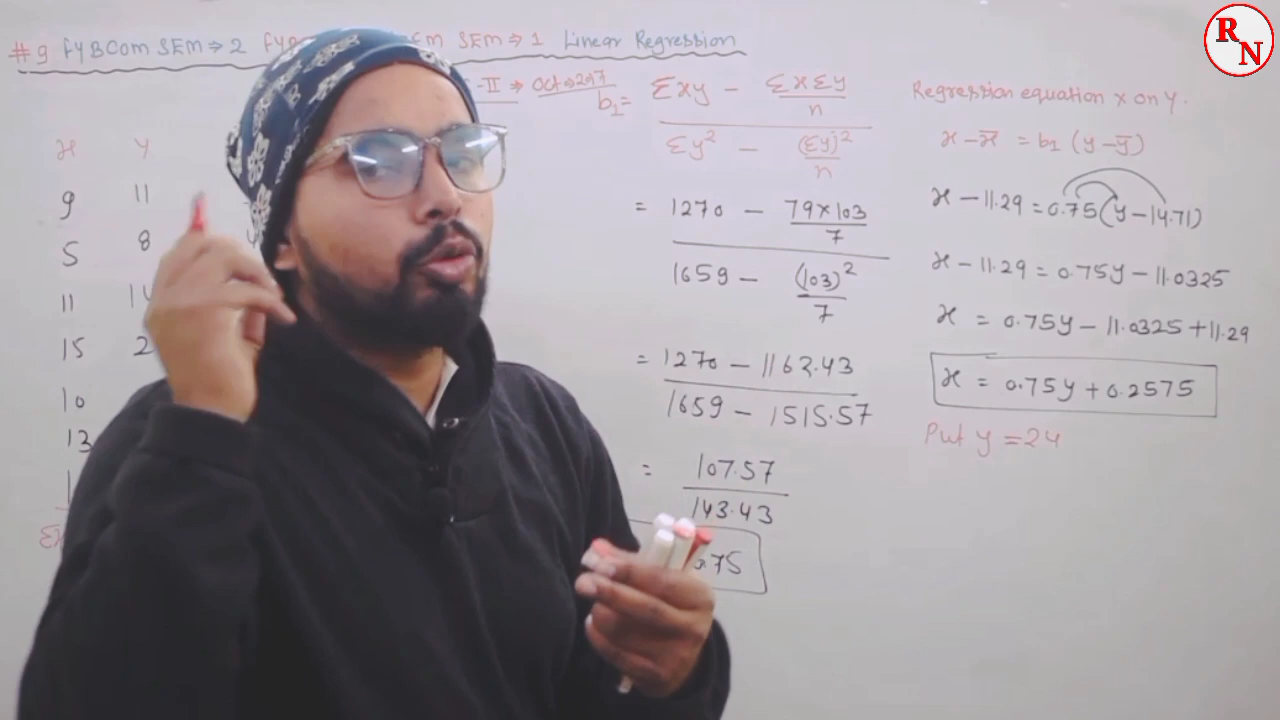 #9 FYBCom SEM ⇒ 2 SEM ⇒ 1 Linear Regression
-II ⇒ Oct ⇒ 2017
x y
9 11
5 8
11
15 2
10
13
b₁ = Σxy − ΣxΣy/n
Σy² − (Σy)²/n
= 1270 − 79×103/7
1659 − (103)²/7
= 1270 − 1162.43
1659 − 1515.57
= 107.57
143.43
Regression equation x on y.
x − x̄ = b₁ (y − ȳ)
x − 11.29 = 0.75(y − 14.71)
x − 11.29 = 0.75y − 11.0325
x = 0.75y − 11.0325 + 11.29
x = 0.75y + 0.2575
Put y = 24
RN